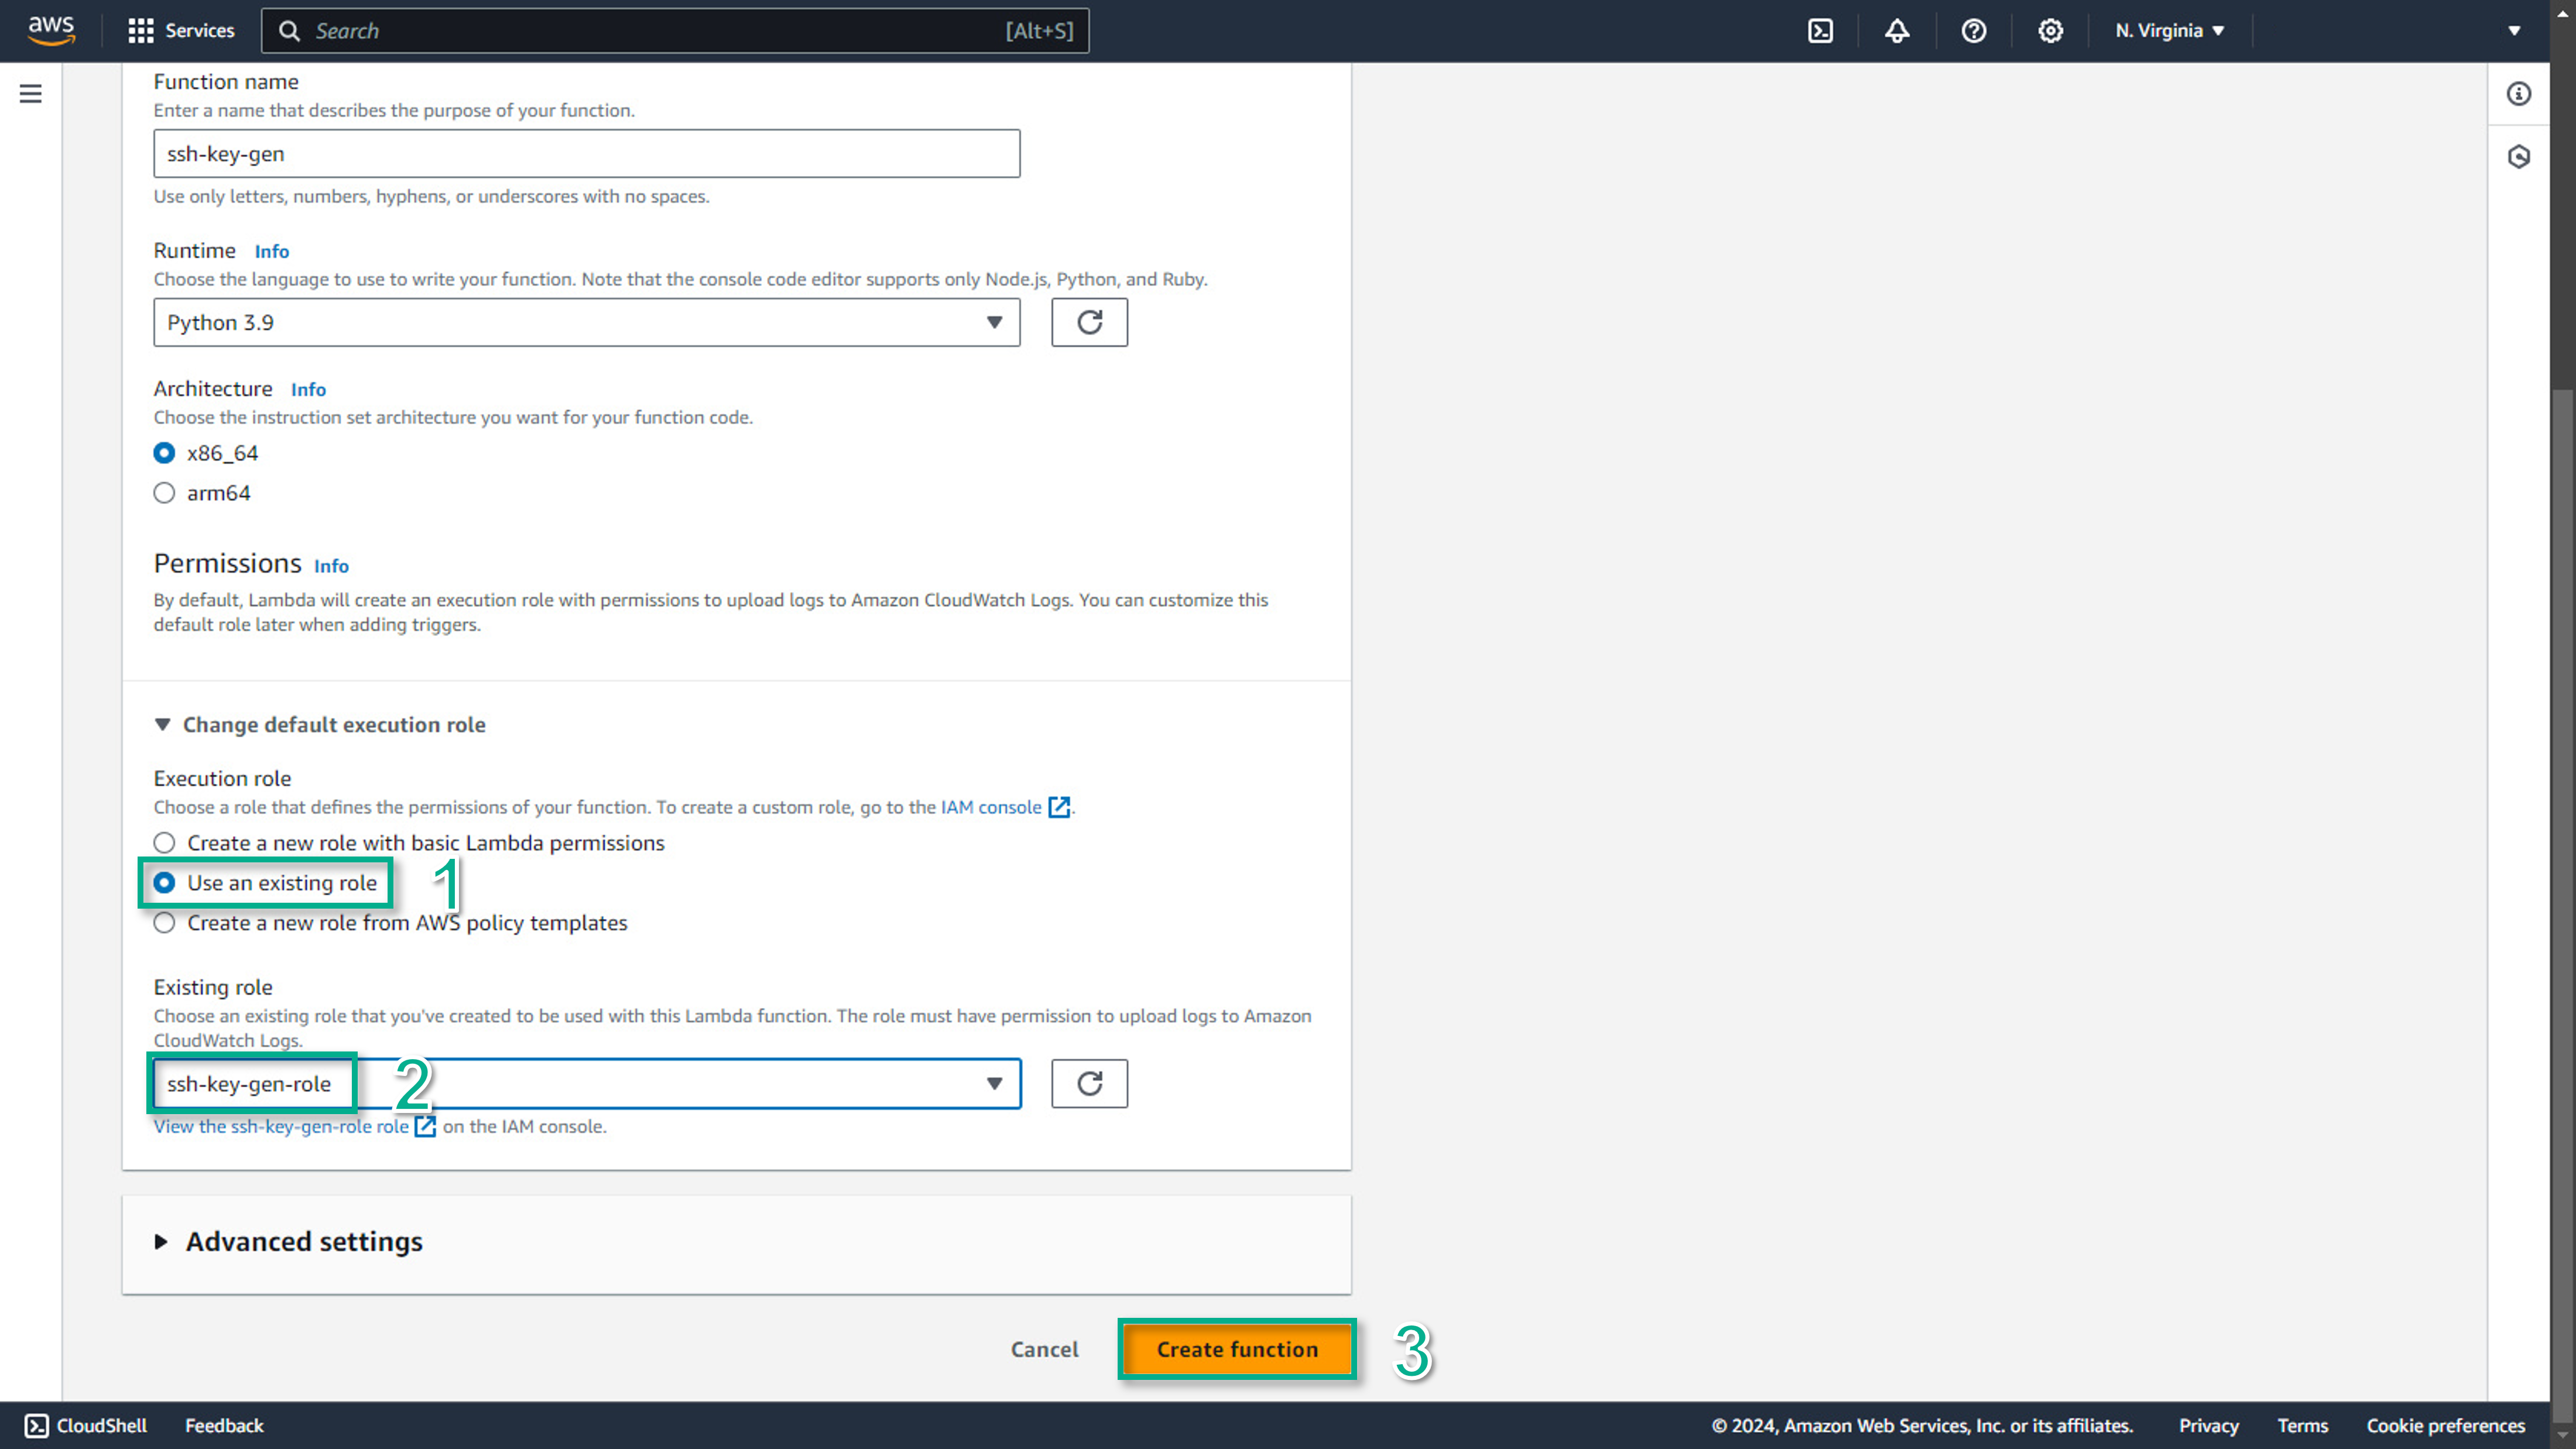 aws Services Search [Alt+S] N. Virginia
Function name
Enter a name that describes the purpose of your function.
ssh-key-gen
Use only letters, numbers, hyphens, or underscores with no spaces.
Runtime Info
Choose the language to use to write your function. Note that the console code editor supports only Node.js, Python, and Ruby.
Python 3.9
Architecture Info
Choose the instruction set architecture you want for your function code.
x86_64
arm64
Permissions Info
By default, Lambda will create an execution role with permissions to upload logs to Amazon CloudWatch Logs. You can customize this
default role later when adding triggers.
Change default execution role
Execution role
Choose a role that defines the permissions of your function. To create a custom role, go to the IAM console.
Create a new role with basic Lambda permissions
Use an existing role 1
Create a new role from AWS policy templates
Existing role
Choose an existing role that you've created to be used with this Lambda function. The role must have permission to upload logs to Amazon
CloudWatch Logs.
ssh-key-gen-role 2
View the ssh-key-gen-role role on the IAM console.
Advanced settings
Cancel Create function 3
CloudShell Feedback © 2024, Amazon Web Services, Inc. or its affiliates. Privacy Terms Cookie preferences